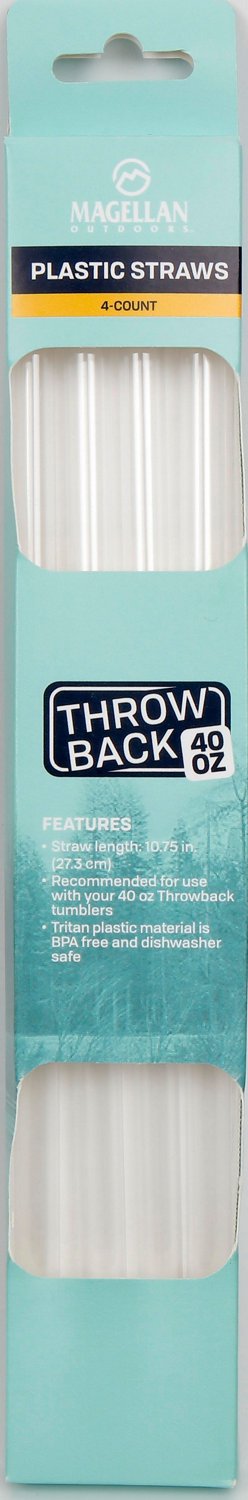 MAGELLAN
OUTDOORS
PLASTIC STRAWS
4-COUNT
THROW
BACK 40
OZ
FEATURES
• Straw length: 10.75 in.
(27.3 cm)
• Recommended for use
with your 40 oz Throwback
tumblers
• Tritan plastic material is
BPA free and dishwasher
safe